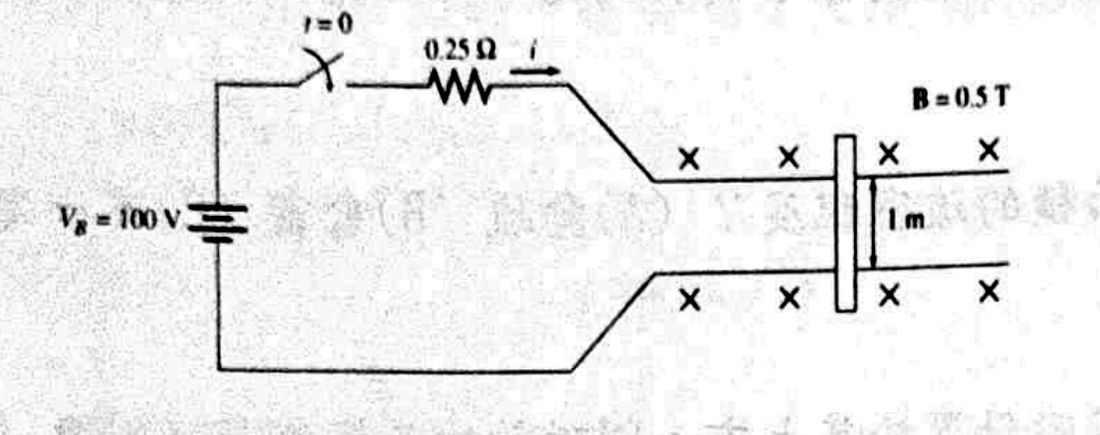 t = 0
0.25 Ω
i
B = 0.5 T
V_B = 100 V
1 m